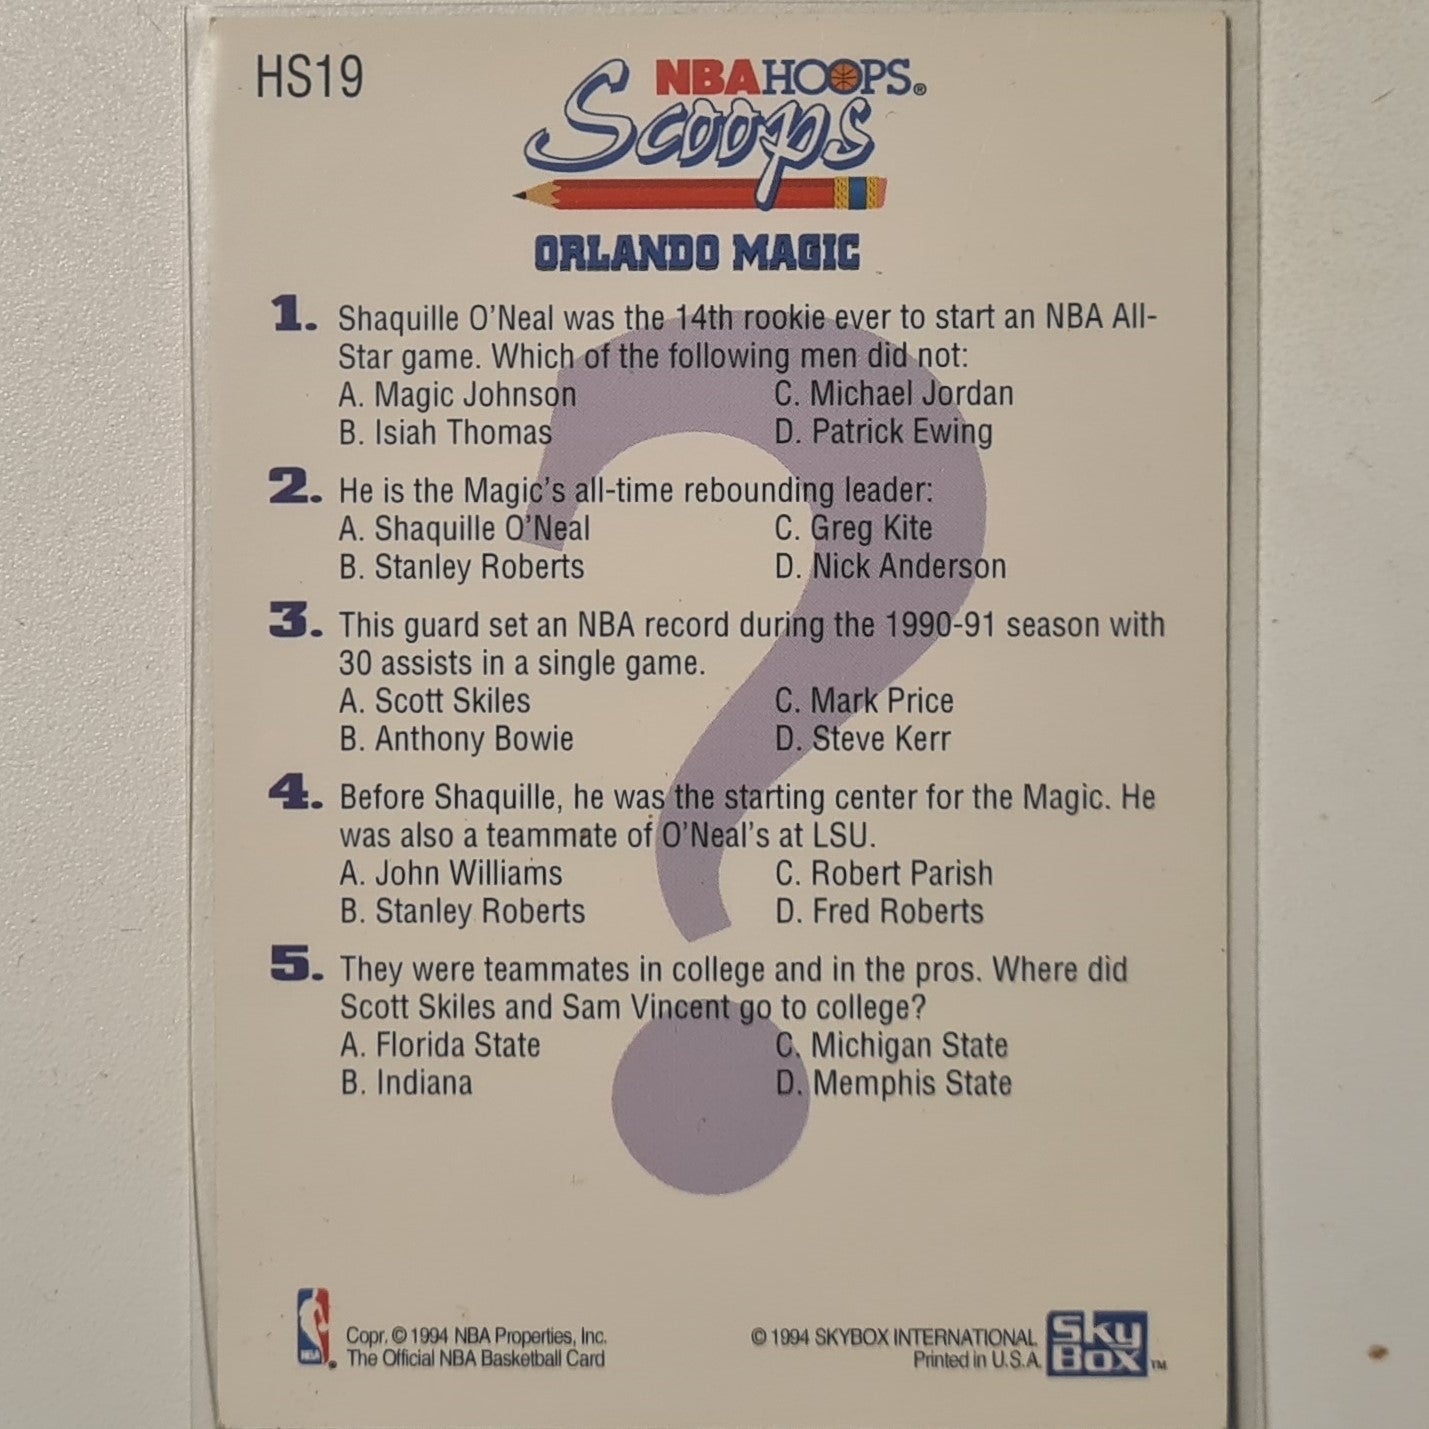 HS19
NBA HOOPS®
Scoops
ORLANDO MAGIC
1. Shaquille O'Neal was the 14th rookie ever to start an NBA All-
Star game. Which of the following men did not:
A. Magic Johnson C. Michael Jordan
B. Isiah Thomas D. Patrick Ewing
2. He is the Magic's all-time rebounding leader:
A. Shaquille O'Neal C. Greg Kite
B. Stanley Roberts D. Nick Anderson
3. This guard set an NBA record during the 1990-91 season with
30 assists in a single game.
A. Scott Skiles C. Mark Price
B. Anthony Bowie D. Steve Kerr
4. Before Shaquille, he was the starting center for the Magic. He
was also a teammate of O'Neal's at LSU.
A. John Williams C. Robert Parish
B. Stanley Roberts D. Fred Roberts
5. They were teammates in college and in the pros. Where did
Scott Skiles and Sam Vincent go to college?
A. Florida State C. Michigan State
B. Indiana D. Memphis State
NBA
Copr. © 1994 NBA Properties, Inc.
The Official NBA Basketball Card
© 1994 SKYBOX INTERNATIONAL
Printed in U.S.A.
SKY
BOX™